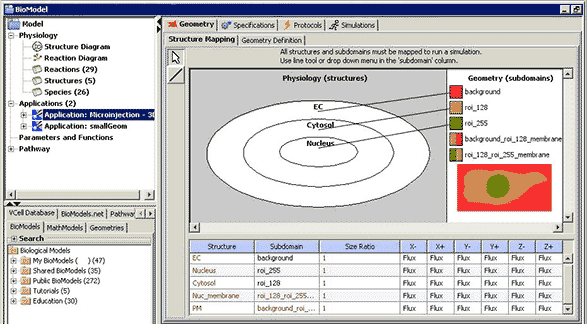 BioModel
Model
Physiology
Structure Diagram
Reaction Diagram
Reactions (29)
Structures (5)
Species (26)
Applications (2)
Application: Microinjection - 3D
Application: smallGeom
Parameters and Functions
Pathway
VCell Database
BioModels.net
Pathway
BioModels
MathModels
Geometries
Search
Biological Models
My BioModels ( ) (47)
Shared BioModels (35)
Public BioModels (272)
Tutorials (5)
Education (30)
Geometry
Specifications
Protocols
Simulations
Structure Mapping
Geometry Definition
All structures and subdomains must be mapped to run a simulation.
Use line tool or drop down menu in the 'subdomain' column.
Physiology (structures)
EC
Cytosol
Nucleus
Geometry (subdomains)
background
roi_128
roi_255
background_roi_128_membrane
roi_128_roi_255_membrane
Structure Subdomain Size Ratio X- X+ Y- Y+ Z- Z+
EC background 1 Flux Flux Flux Flux Flux Flux
Nucleus roi_255 1 Flux Flux Flux Flux Flux Flux
Cytosol roi_128 1 Flux Flux Flux Flux Flux Flux
Nuc_membrane roi_128_roi_255... 1 Flux Flux Flux Flux Flux Flux
PM background_roi_... 1 Flux Flux Flux Flux Flux Flux